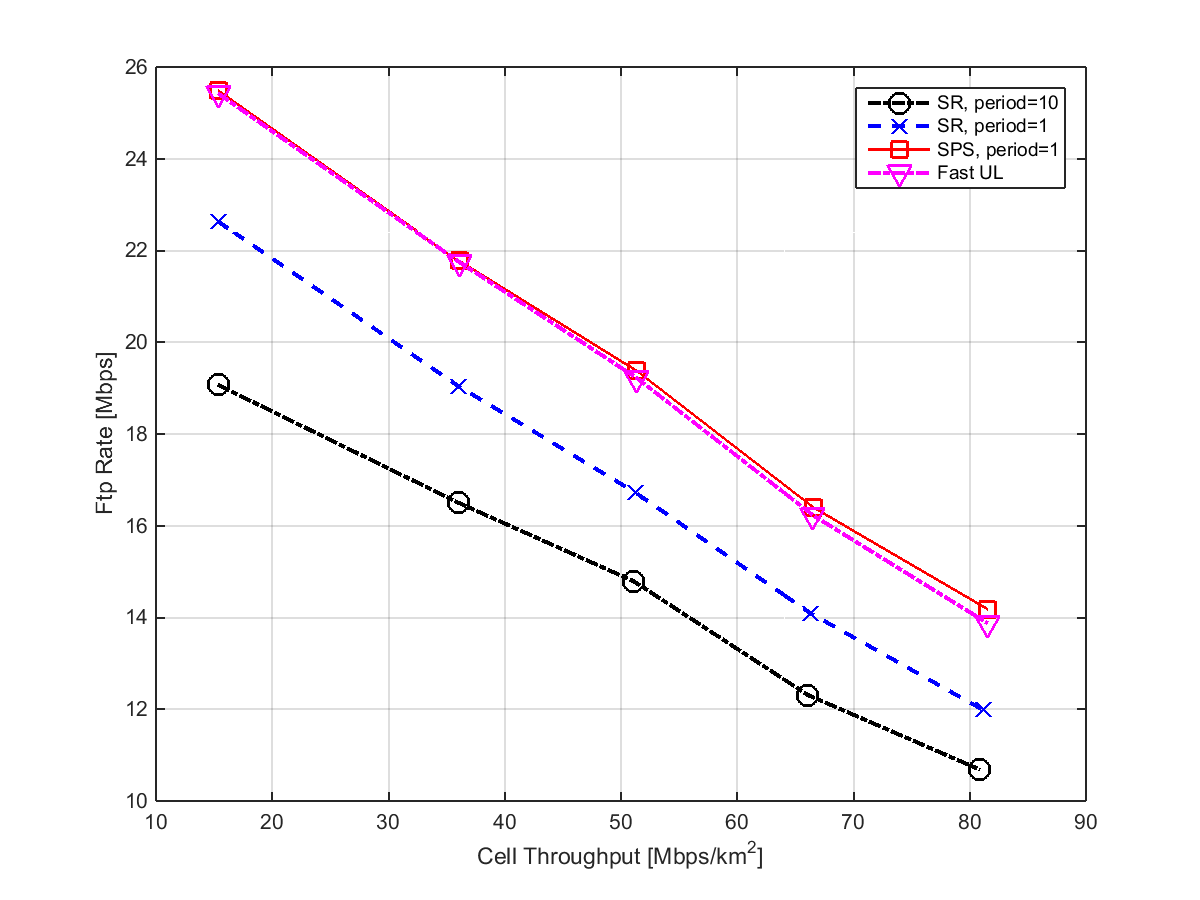 26
24
22
20
18
16
14
12
10
Ftp Rate [Mbps]
SR, period=10
SR, period=1
SPS, period=1
Fast UL
10 20 30 40 50 60 70 80 90
Cell Throughput [Mbps/km²]